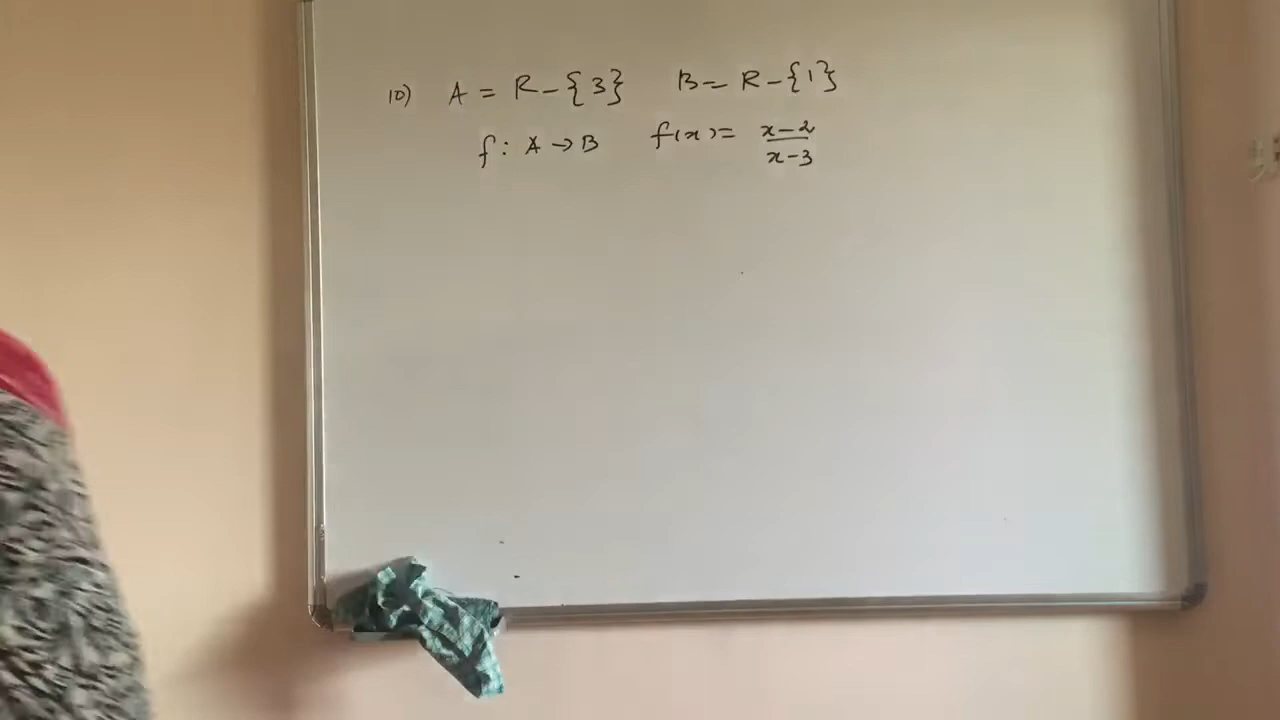 10) A = R-{3} B = R-{1}
f: A → B f(x) = x-2/x-3